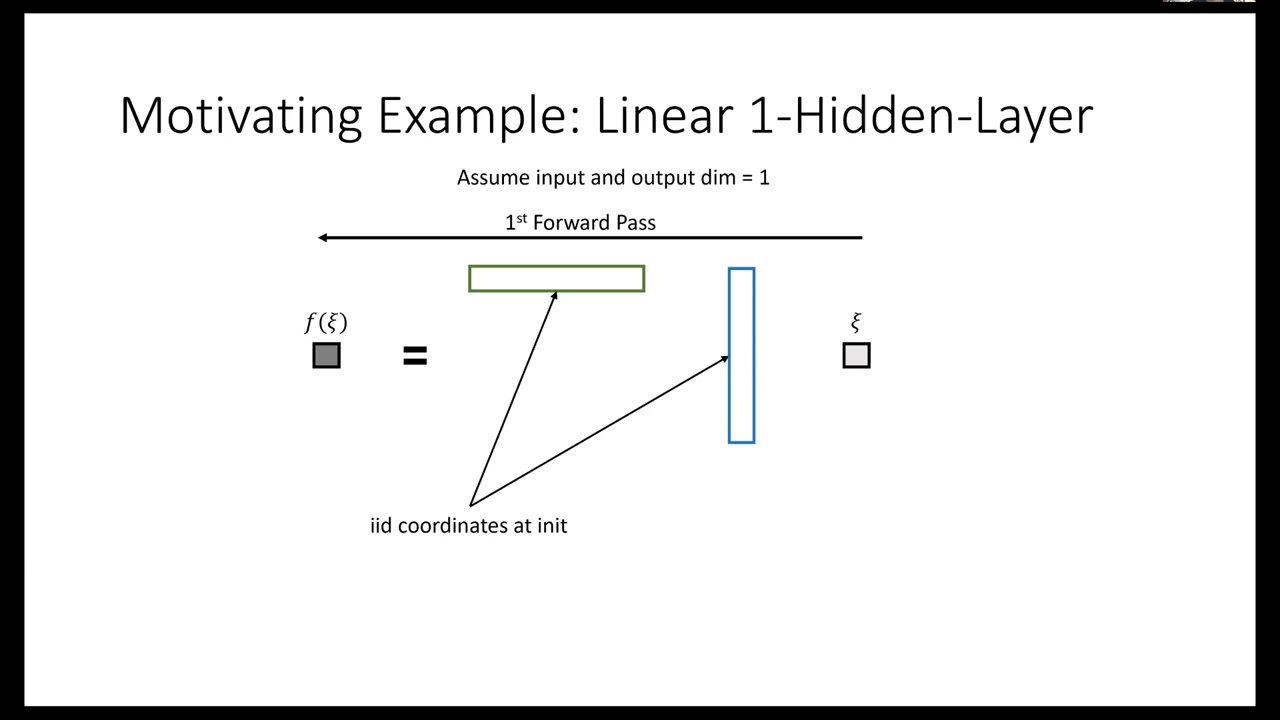 Motivating Example: Linear 1-Hidden-Layer
Assume input and output dim = 1
1st Forward Pass
f(ξ)
=
ξ
iid coordinates at init